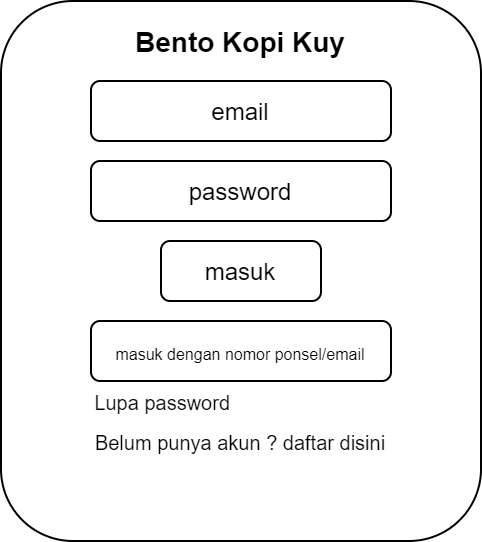 Bento Kopi Kuy
email
password
masuk
masuk dengan nomor ponsel/email
Lupa password
Belum punya akun ? daftar disini